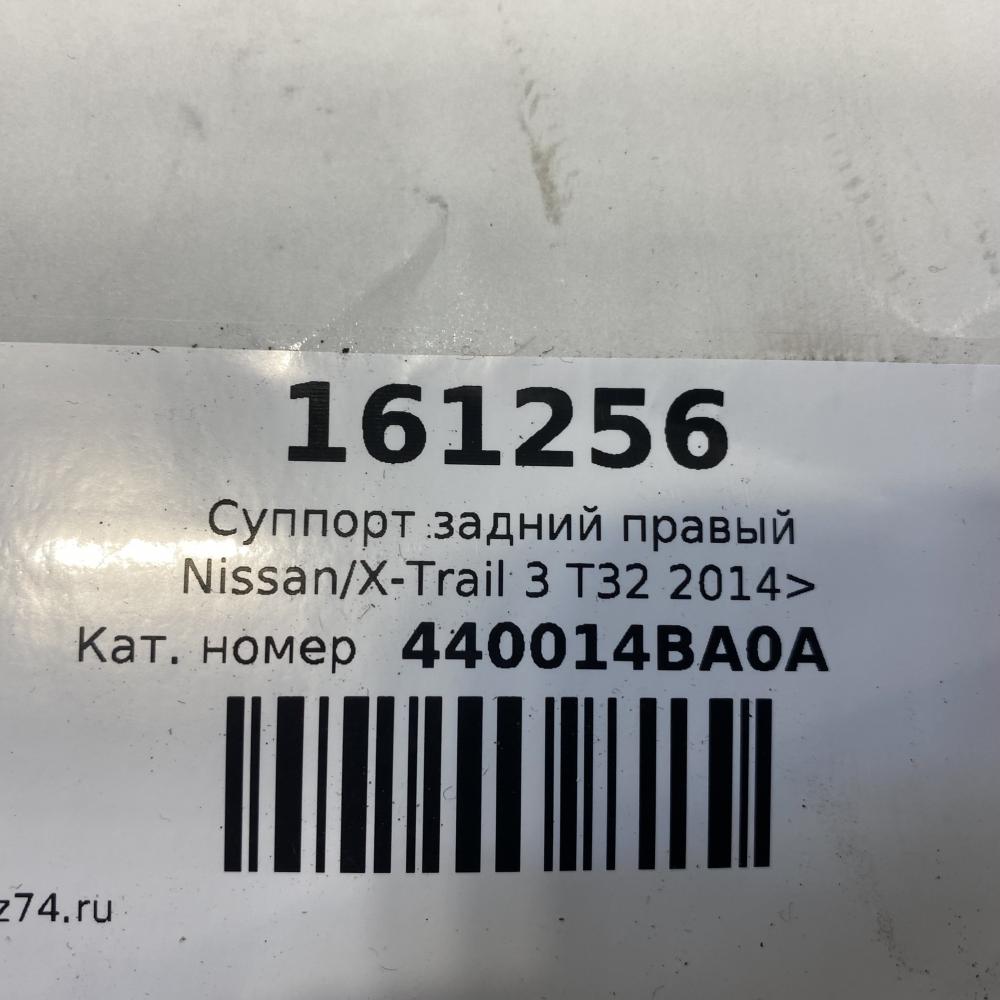 161256
Суппорт задний правый
Nissan/X-Trail 3 T32 2014>
Кат. номер 440014BA0A
z74.ru